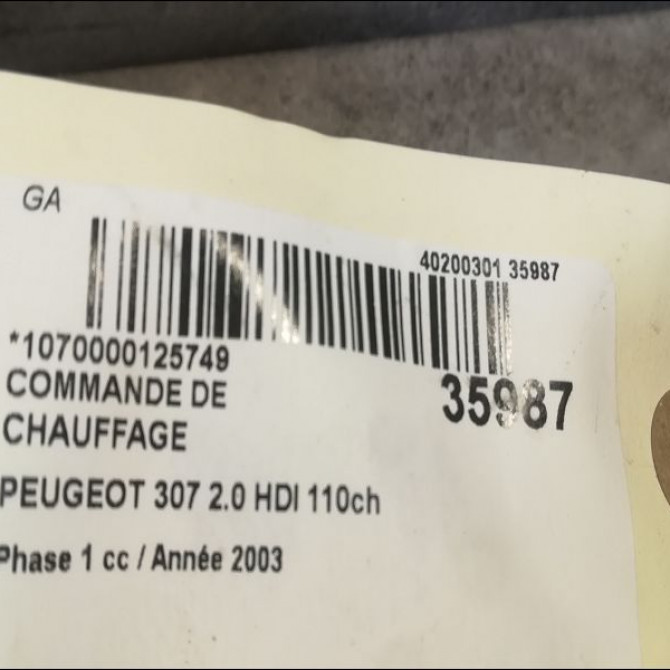 GA
40200301 35987
*1070000125749
COMMANDE DE
35987
CHAUFFAGE
PEUGEOT 307 2.0 HDI 110ch
Phase 1 cc / Année 2003